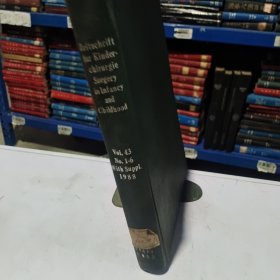 Zeitschrift
für Kinder-
chirurgie
Surgery
in Infancy
and
Childhood
Vol. 43
No. 1-6
With Suppl
1988